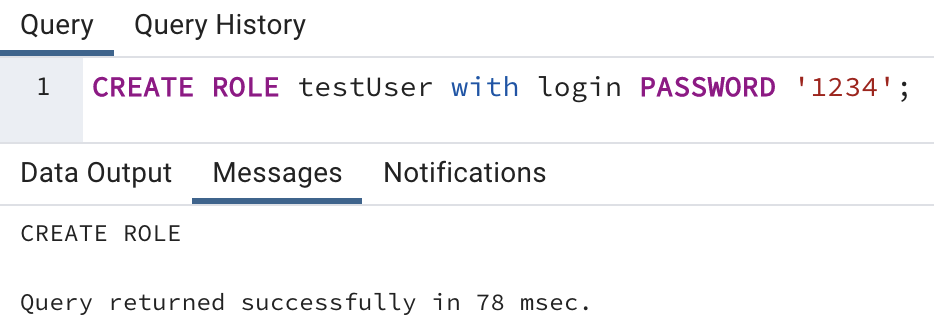 Query Query History
1 CREATE ROLE testUser with login PASSWORD '1234';
Data Output Messages Notifications
CREATE ROLE
Query returned successfully in 78 msec.